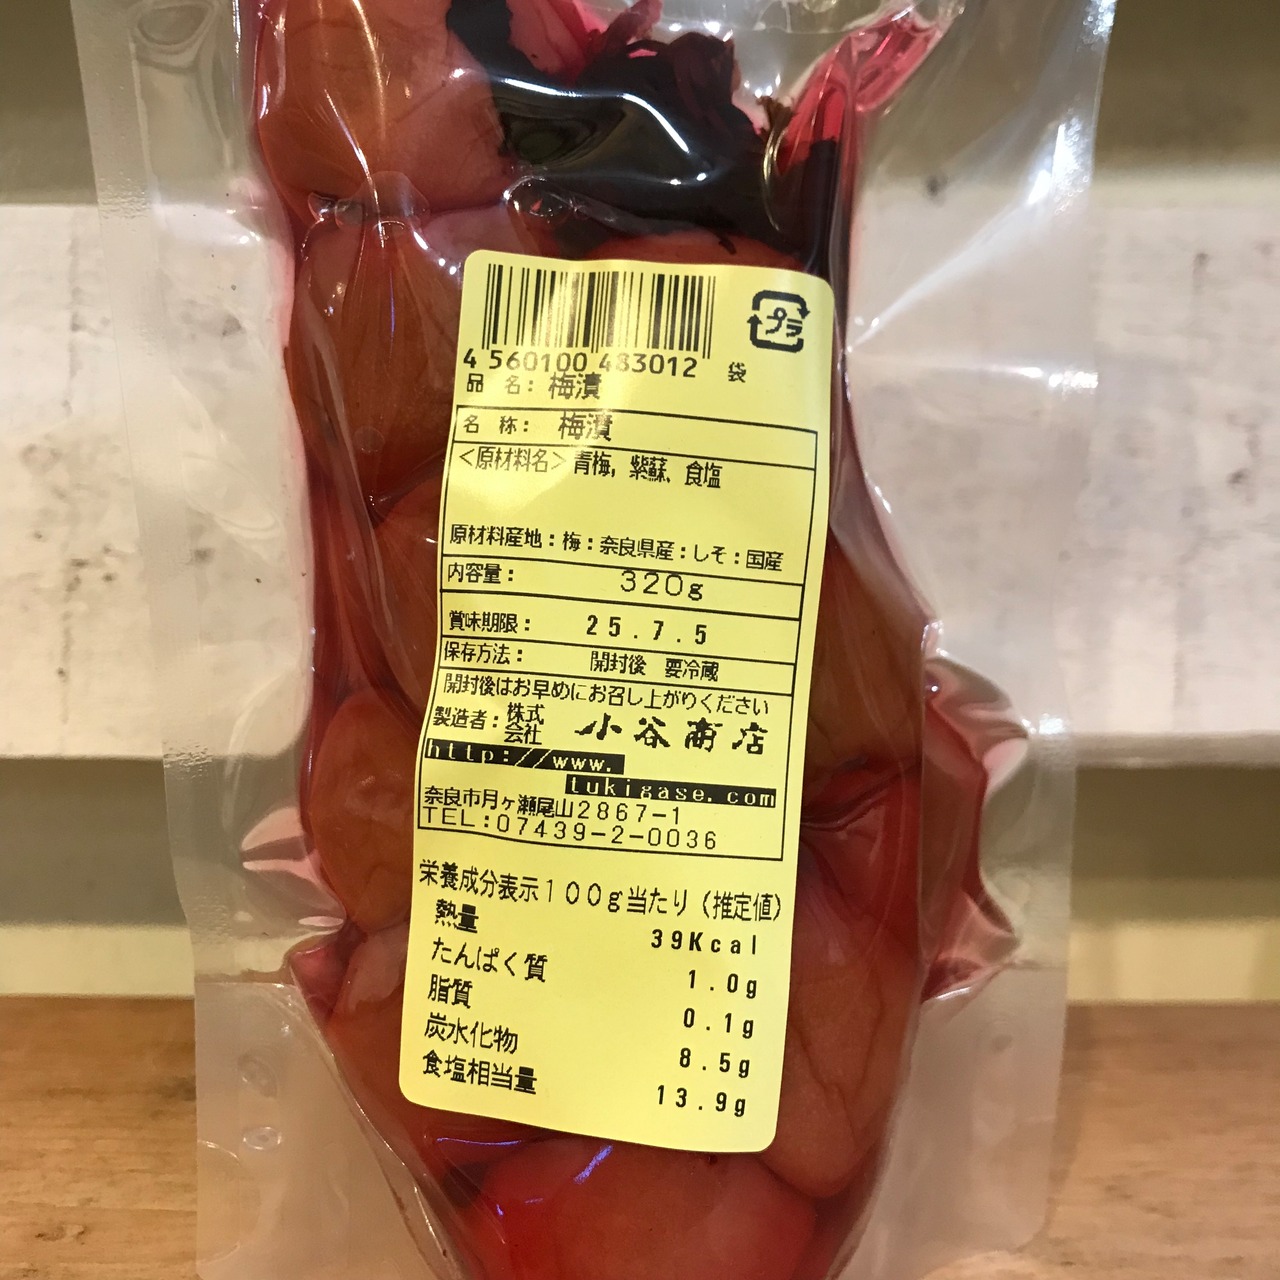 プラ
4 560100 483012 袋
品 名: 梅漬
名 称: 梅漬
<原材料名>青梅, 紫蘇、食塩
原材料産地:梅:奈良県産:しそ:国産
内容量: 320g
賞味期限: 25.7.5
保存方法: 開封後 要冷蔵
開封後はお早めにお召し上がりください
製造者:株式会社 小谷商店
http://www.
tukigase.com
奈良市月ヶ瀬尾山2867-1
TEL:07439-2-0036
栄養成分表示100g当たり(推定値)
熱量 39Kcal
たんぱく質 1.0g
脂質 0.1g
炭水化物 8.5g
食塩相当量 13.9g